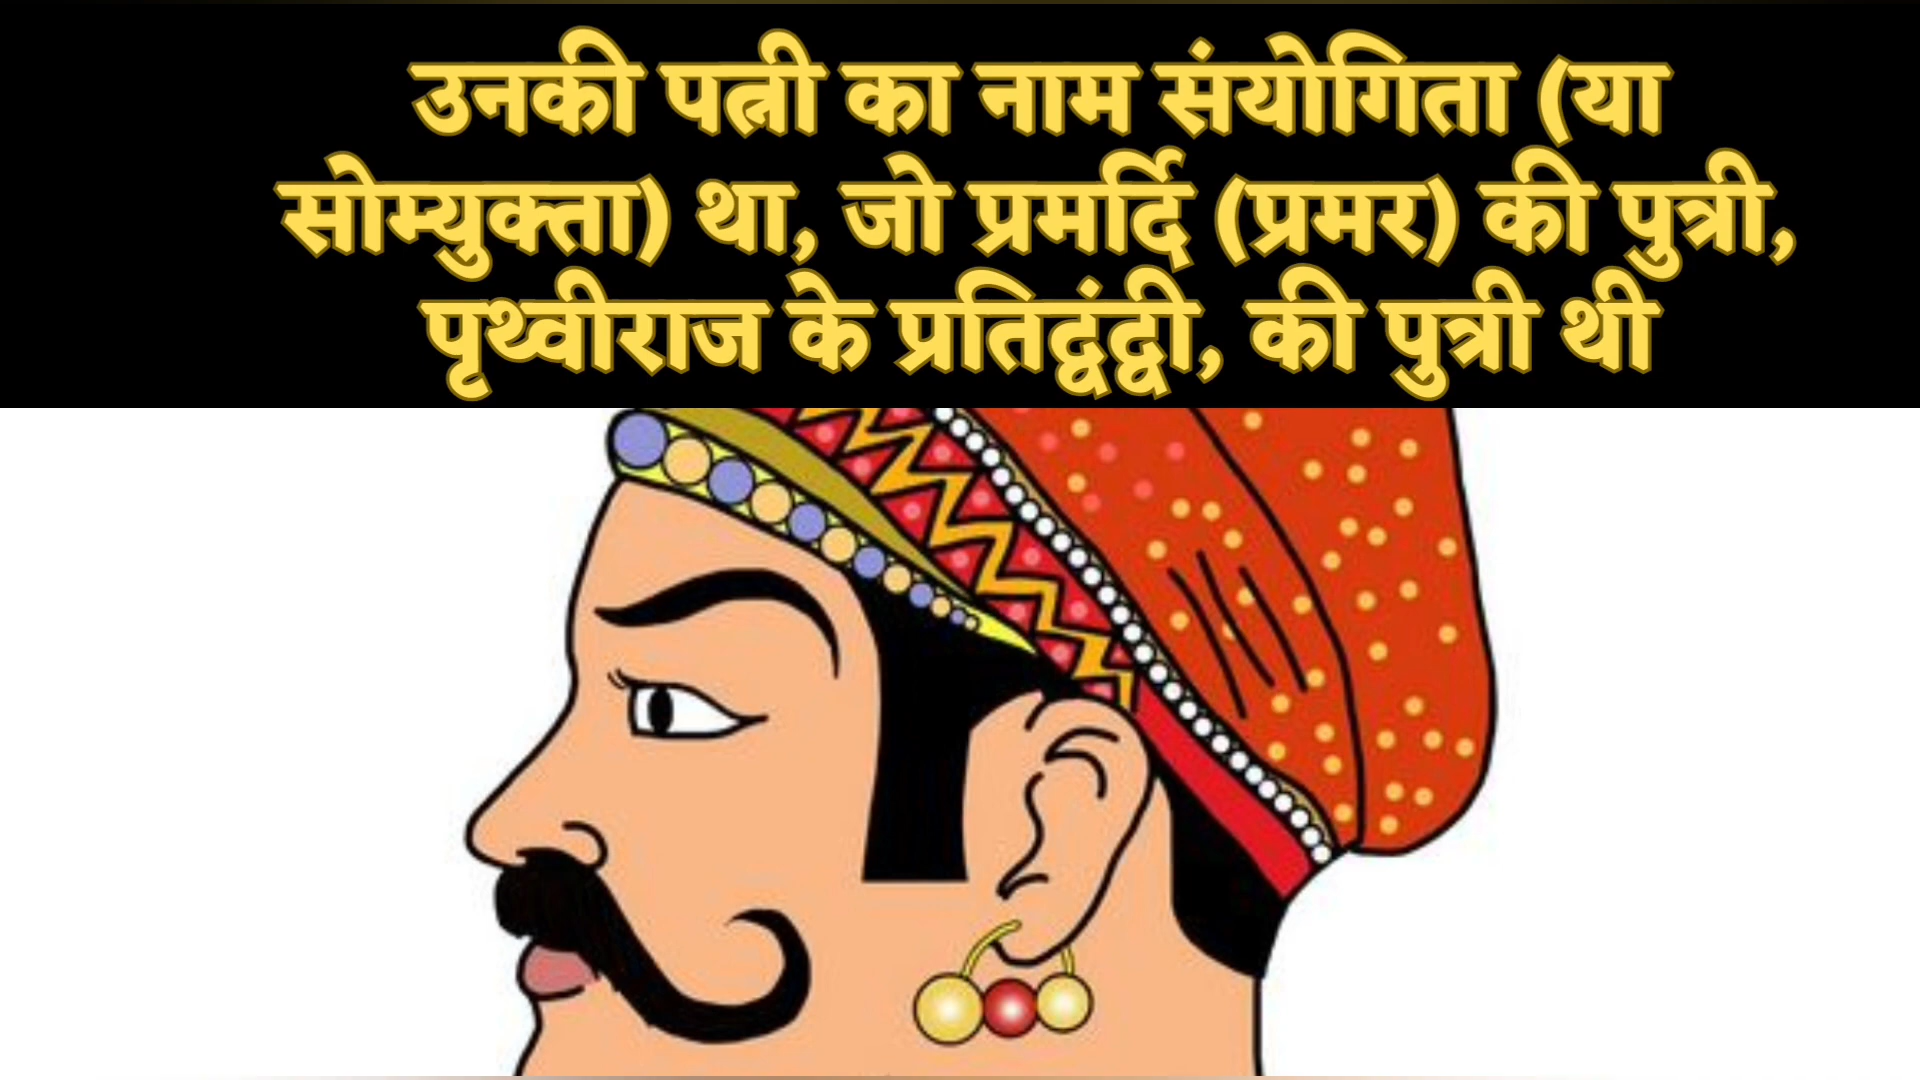 उनकी पत्नी का नाम संयोगिता (या
सोम्युक्ता) था, जो प्रमर्दि (प्रमर) की पुत्री,
पृथ्वीराज के प्रतिद्वंद्वी, की पुत्री थी